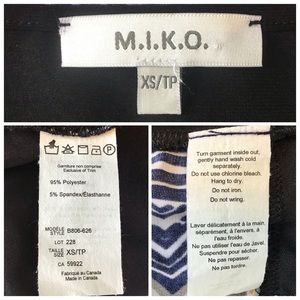 M.I.K.O.
XS/TP
Garniture non comprise
Exclusive of Trim
95% Polyester
5% Spandex/Élasthanne
MODÈLE
STYLE B806-626
LOT 228
TAILLE
SIZE XS/TP
CA 59922
Fabriqué au Canada
Made in Canada
Turn garment inside out,
gently hand wash cold
separately.
Do not use chlorine bleach.
Hang to dry.
Do not iron.
Do not wring.
Laver délicatement à la main,
séparément, à l'envers, à
l'eau froide.
Ne pas utiliser l'eau de Javel.
Suspendre pour sécher.
Ne pas repasser.
Ne pas tordre.